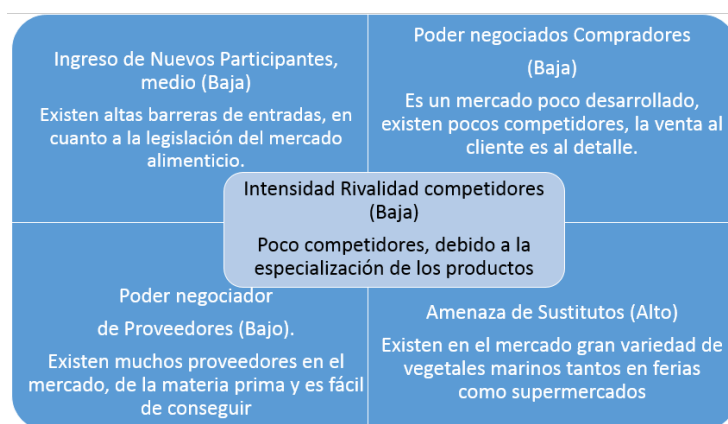 Ingreso de Nuevos Participantes,
medio (Baja)
Existen altas barreras de entradas, en
cuanto a la legislación del mercado
alimenticio.
Poder negociados Compradores
(Baja)
Es un mercado poco desarrollado,
existen pocos competidores, la venta al
cliente es al detalle.
Intensidad Rivalidad competidores
(Baja)
Poco competidores, debido a la
especialización de los productos
Poder negociador
de Proveedores (Bajo).
Existen muchos proveedores en el
mercado, de la materia prima y es fácil
de conseguir
Amenaza de Sustitutos (Alto)
Existen en el mercado gran variedad de
vegetales marinos tantos en ferias
como supermercados